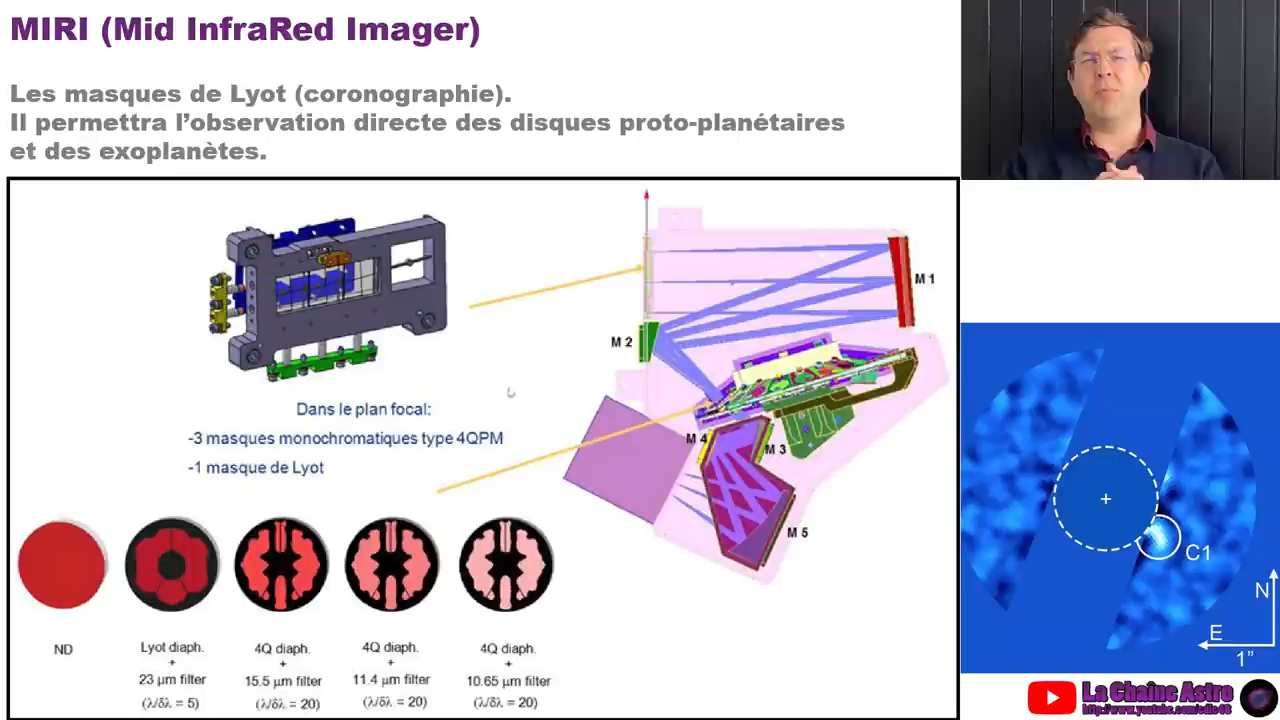 MIRI (Mid InfraRed Imager)
Les masques de Lyot (coronographie).
Il permettra l’observation directe des disques proto-planétaires
et des exoplanètes.
M 1
M 2
M 4
M 3
M 5
Dans le plan focal:
-3 masques monochromatiques type 4QPM
-1 masque de Lyot
ND
Lyot diaph.
+
23 µm filter
(λ/δλ = 5)
4Q diaph.
+
15.5 µm filter
(λ/δλ = 20)
4Q diaph.
+
11.4 µm filter
(λ/δλ = 20)
4Q diaph.
+
10.65 µm filter
(λ/δλ = 20)
C1
N
E
1”
La Chaîne Astro